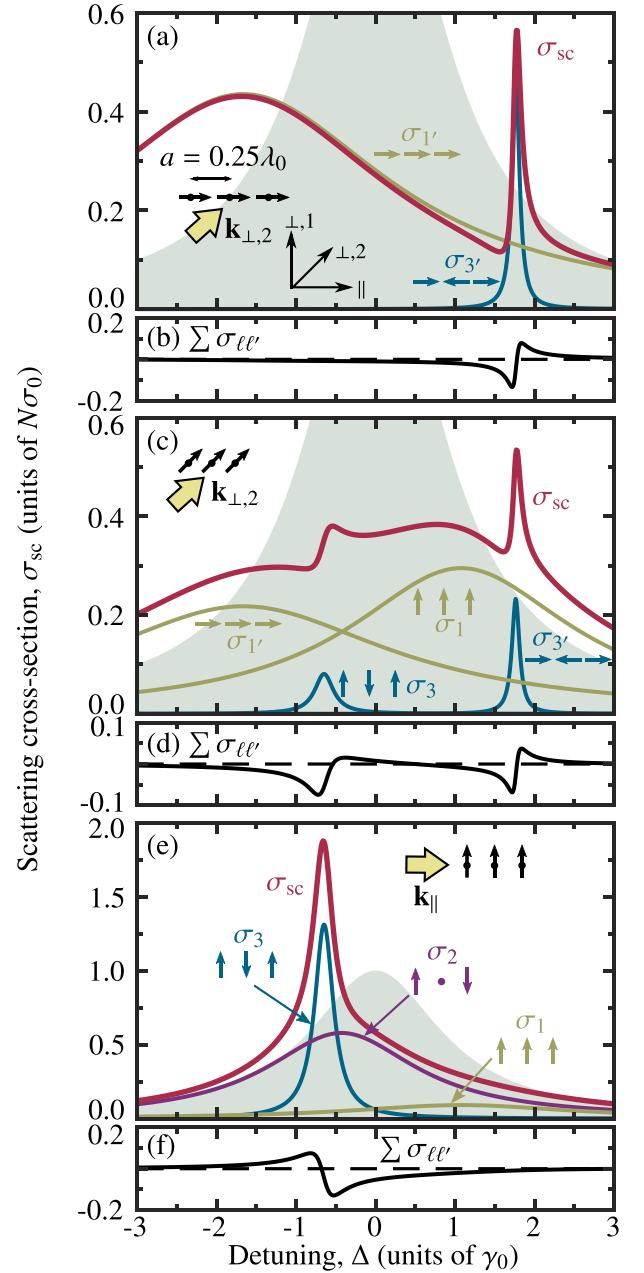 Scattering cross-section, σsc (units of Nσ0)
0.6
(a)
σsc
0.4
σ1′
a = 0.25λ0
0.2
k⊥,2
⊥,1
⊥,2
||
σ3′
0.0
0.2
(b)
∑ σℓℓ′
-0.2
0.6
(c)
k⊥,2
σsc
0.4
0.2
σ1′
σ1
σ3′
σ3
0.0
0.1
(d)
∑ σℓℓ′
-0.1
2.0
(e)
σsc
k||
1.5
σ3
σ2
1.0
σ1
0.5
0.0
0.2
(f)
∑ σℓℓ′
-0.2
-3 -2 -1 0 1 2 3
Detuning, Δ (units of γ0)